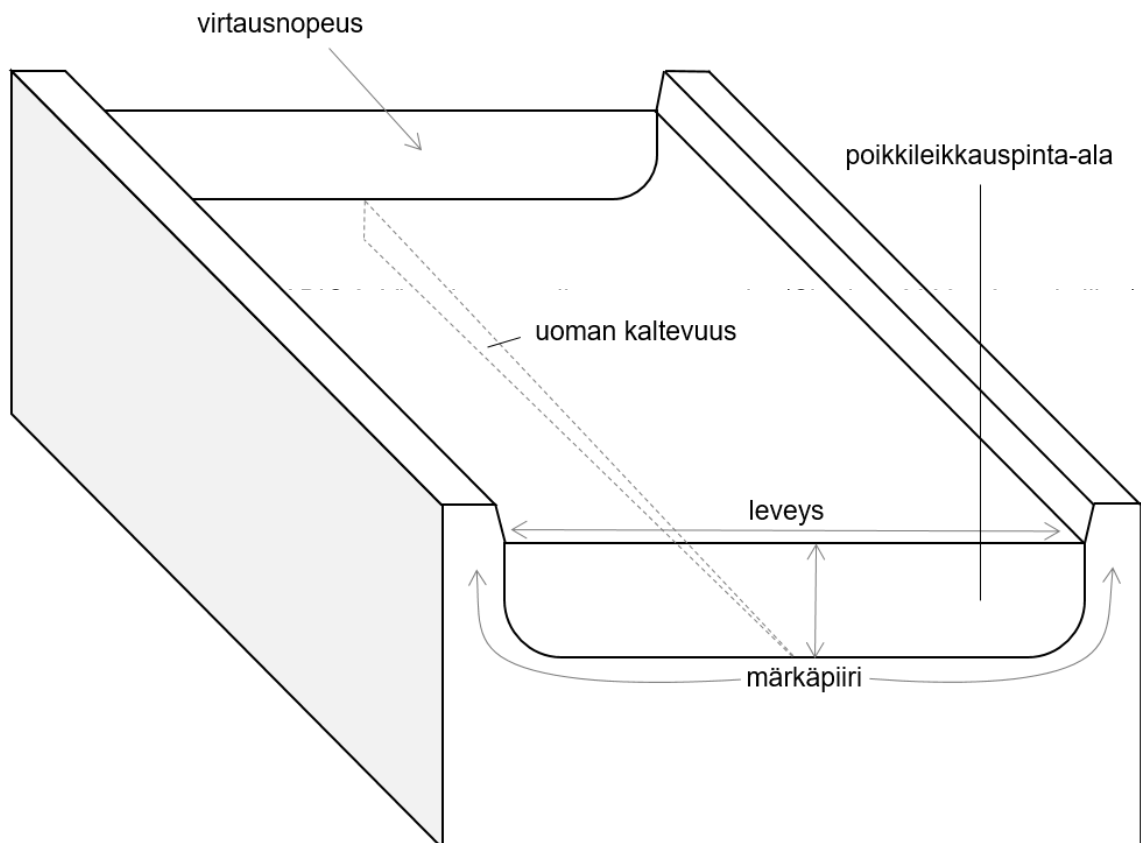 virtausnopeus
poikkileikkauspinta-ala
uoman kaltevuus
leveys
märkäpiiri